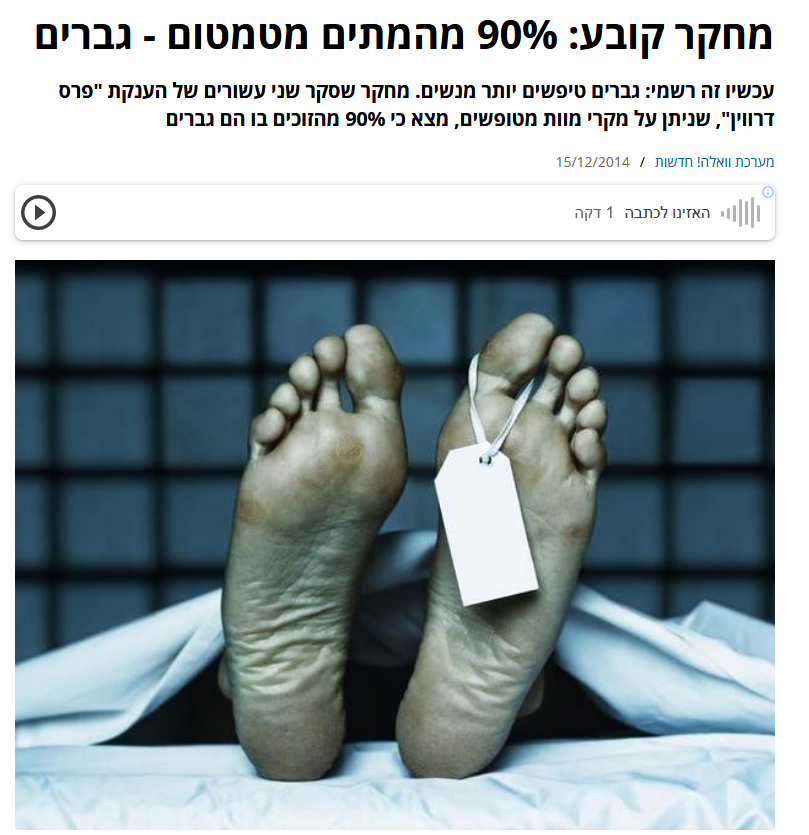 מחקר קובע: 90% מהמתים מטמטום - גברים
עכשיו זה רשמי: גברים טיפשים יותר מנשים. מחקר שסקר שני עשורים של הענקת "פרס
דרווין", שניתן על מקרי מוות מטופשים, מצא כי 90% מהזוכים בו הם גברים
מערכת וואלה! חדשות / 15/12/2014
האזינו לכתבה 1 דקה